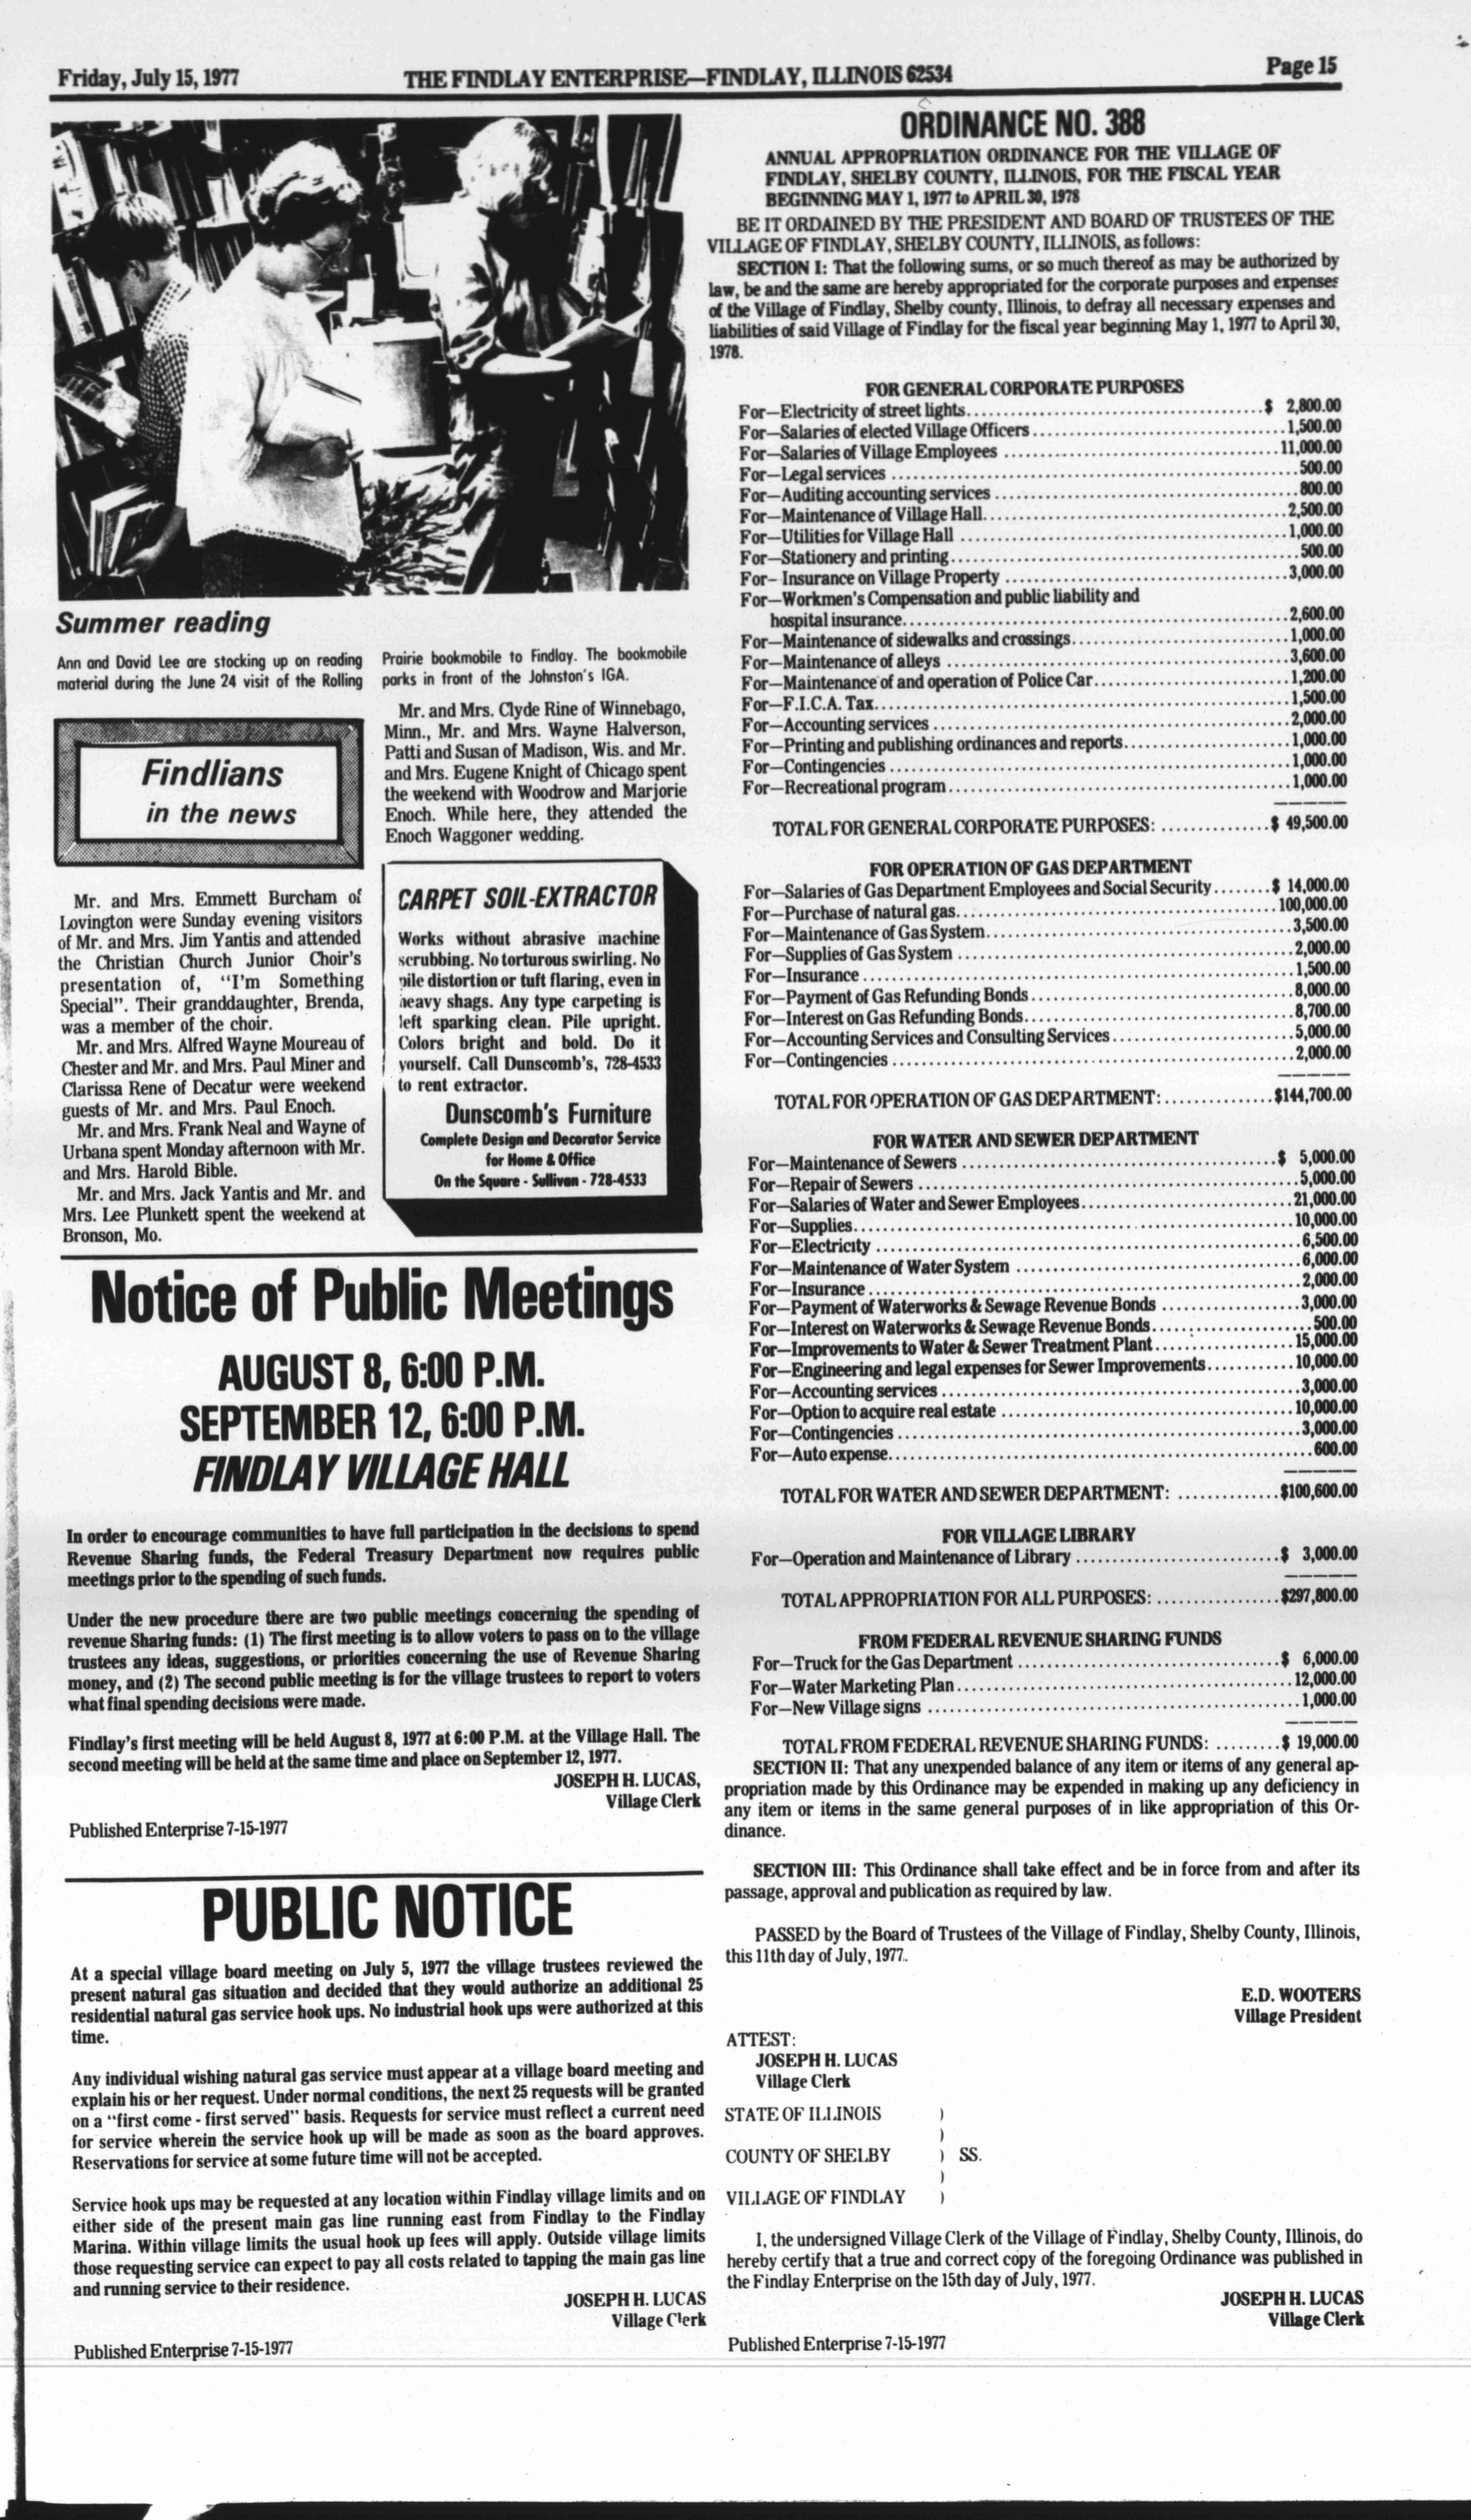 Friday, July 15, 1977
THE FINDLAY ENTERPRISE—FINDLAY, ILLINOIS 62534
Page 15
Summer reading
Ann and David Lee are stocking up on reading
material during the June 24 visit of the Rolling
Prairie bookmobile to Findlay. The bookmobile
parks in front of the Johnston's IGA.
Findlians
in the news
Mr. and Mrs. Emmett Burcham of
Lovington were Sunday evening visitors
of Mr. and Mrs. Jim Yantis and attended
the Christian Church Junior Choir's
presentation of, "I'm Something
Special". Their granddaughter, Brenda,
was a member of the choir.
Mr. and Mrs. Alfred Wayne Moureau of
Chester and Mr. and Mrs. Paul Miner and
Clarissa Rene of Decatur were weekend
guests of Mr. and Mrs. Paul Enoch.
Mr. and Mrs. Frank Neal and Wayne of
Urbana spent Monday afternoon with Mr.
and Mrs. Harold Bible.
Mr. and Mrs. Jack Yantis and Mr. and
Mrs. Lee Plunkett spent the weekend at
Bronson, Mo.
Mr. and Mrs. Clyde Rine of Winnebago,
Minn., Mr. and Mrs. Wayne Halverson,
Patti and Susan of Madison, Wis. and Mr.
and Mrs. Eugene Knight of Chicago spent
the weekend with Woodrow and Marjorie
Enoch. While here, they attended the
Enoch Waggoner wedding.
CARPET SOIL-EXTRACTOR
Works without abrasive machine
scrubbing. No torturous swirling. No
pile distortion or tuft flaring, even in
heavy shags. Any type carpeting is
left sparking clean. Pile upright.
Colors bright and bold. Do it
yourself. Call Dunscomb's, 728-4533
to rent extractor.
Dunscomb's Furniture
Complete Design and Decorator Service
for Home & Office
On the Square - Sullivan - 728-4533
Notice of Public Meetings
AUGUST 8, 6:00 P.M.
SEPTEMBER 12, 6:00 P.M.
FINDLAY VILLAGE HALL
In order to encourage communities to have full participation in the decisions to spend
Revenue Sharing funds, the Federal Treasury Department now requires public
meetings prior to the spending of such funds.
Under the new procedure there are two public meetings concerning the spending of
revenue Sharing funds: (1) The first meeting is to allow voters to pass on to the village
trustees any ideas, suggestions, or priorities concerning the use of Revenue Sharing
money, and (2) The second public meeting is for the village trustees to report to voters
what final spending decisions were made.
Findlay's first meeting will be held August 8, 1977 at 6:00 P.M. at the Village Hall. The
second meeting will be held at the same time and place on September 12, 1977.
JOSEPH H. LUCAS,
Village Clerk
Published Enterprise 7-15-1977
PUBLIC NOTICE
At a special village board meeting on July 5, 1977 the village trustees reviewed the
present natural gas situation and decided that they would authorize an additional 25
residential natural gas service hook ups. No industrial hook ups were authorized at this
time.
Any individual wishing natural gas service must appear at a village board meeting and
explain his or her request. Under normal conditions, the next 25 requests will be granted
on a "first come - first served" basis. Requests for service must reflect a current need
for service wherein the service hook up will be made as soon as the board approves.
Reservations for service at some future time will not be accepted.
Service hook ups may be requested at any location within Findlay village limits and on
either side of the present main gas line running east from Findlay to the Findlay
Marina. Within village limits the usual hook up fees will apply. Outside village limits
those requesting service can expect to pay all costs related to tapping the main gas line
and running service to their residence.
JOSEPH H. LUCAS
Village Clerk
Published Enterprise 7-15-1977
ORDINANCE NO. 388
ANNUAL APPROPRIATION ORDINANCE FOR THE VILLAGE OF
FINDLAY, SHELBY COUNTY, ILLINOIS, FOR THE FISCAL YEAR
BEGINNING MAY 1, 1977 to APRIL 30, 1978
BE IT ORDAINED BY THE PRESIDENT AND BOARD OF TRUSTEES OF THE
VILLAGE OF FINDLAY, SHELBY COUNTY, ILLINOIS, as follows:
SECTION I: That the following sums, or so much thereof as may be authorized by
law, be and the same are hereby appropriated for the corporate purposes and expenses
of the Village of Findlay, Shelby county, Illinois, to defray all necessary expenses and
liabilities of said Village of Findlay for the fiscal year beginning May 1, 1977 to April 30,
1978.
FOR GENERAL CORPORATE PURPOSES
For—Electricity of street lights.....$ 2,800.00
For—Salaries of elected Village Officers.....1,500.00
For—Salaries of Village Employees.....11,000.00
For—Legal services.....500.00
For—Auditing accounting services.....800.00
For—Maintenance of Village Hall.....2,500.00
For—Utilities for Village Hall.....1,000.00
For—Stationery and printing.....500.00
For- Insurance on Village Property.....3,000.00
For—Workmen's Compensation and public liability and
hospital insurance.....2,600.00
For—Maintenance of sidewalks and crossings.....1,000.00
For—Maintenance of alleys.....3,600.00
For—Maintenance of and operation of Police Car.....1,200.00
For—F.I.C.A. Tax.....1,500.00
For—Accounting services.....2,000.00
For—Printing and publishing ordinances and reports.....1,000.00
For—Contingencies.....1,000.00
For—Recreational program.....1,000.00
TOTAL FOR GENERAL CORPORATE PURPOSES:.....$ 49,500.00
FOR OPERATION OF GAS DEPARTMENT
For—Salaries of Gas Department Employees and Social Security.....$ 14,000.00
For—Purchase of natural gas.....100,000.00
For—Maintenance of Gas System.....3,500.00
For—Supplies of Gas System.....2,000.00
For—Insurance.....1,500.00
For—Payment of Gas Refunding Bonds.....8,000.00
For—Interest on Gas Refunding Bonds.....8,700.00
For—Accounting Services and Consulting Services.....5,000.00
For—Contingencies.....2,000.00
TOTAL FOR OPERATION OF GAS DEPARTMENT:.....$144,700.00
FOR WATER AND SEWER DEPARTMENT
For—Maintenance of Sewers.....$ 5,000.00
For—Repair of Sewers.....5,000.00
For—Salaries of Water and Sewer Employees.....21,000.00
For—Supplies.....10,000.00
For—Electricity.....6,500.00
For—Maintenance of Water System.....6,000.00
For—Insurance.....2,000.00
For—Payment of Waterworks & Sewage Revenue Bonds.....3,000.00
For—Interest on Waterworks & Sewage Revenue Bonds.....500.00
For—Improvements to Water & Sewer Treatment Plant.....15,000.00
For—Engineering and legal expenses for Sewer Improvements.....10,000.00
For—Accounting services.....3,000.00
For—Option to acquire real estate.....10,000.00
For—Contingencies.....3,000.00
For—Auto expense.....600.00
TOTAL FOR WATER AND SEWER DEPARTMENT:.....$100,600.00
FOR VILLAGE LIBRARY
For—Operation and Maintenance of Library.....$ 3,000.00
TOTAL APPROPRIATION FOR ALL PURPOSES:.....$297,800.00
FROM FEDERAL REVENUE SHARING FUNDS
For—Truck for the Gas Department.....$ 6,000.00
For—Water Marketing Plan.....12,000.00
For—New Village signs.....1,000.00
TOTAL FROM FEDERAL REVENUE SHARING FUNDS:.....$ 19,000.00
SECTION II: That any unexpended balance of any item or items of any general ap-
propriation made by this Ordinance may be expended in making up any deficiency in
any item or items in the same general purposes of in like appropriation of this Or-
dinance.
SECTION III: This Ordinance shall take effect and be in force from and after its
passage, approval and publication as required by law.
PASSED by the Board of Trustees of the Village of Findlay, Shelby County, Illinois,
this 11th day of July, 1977.
E.D. WOOTERS
Village President
ATTEST:
JOSEPH H. LUCAS
Village Clerk
STATE OF ILLINOIS )
)
COUNTY OF SHELBY ) SS.
)
VILLAGE OF FINDLAY )
I, the undersigned Village Clerk of the Village of Findlay, Shelby County, Illinois, do
hereby certify that a true and correct copy of the foregoing Ordinance was published in
the Findlay Enterprise on the 15th day of July, 1977.
JOSEPH H. LUCAS
Village Clerk
Published Enterprise 7-15-1977